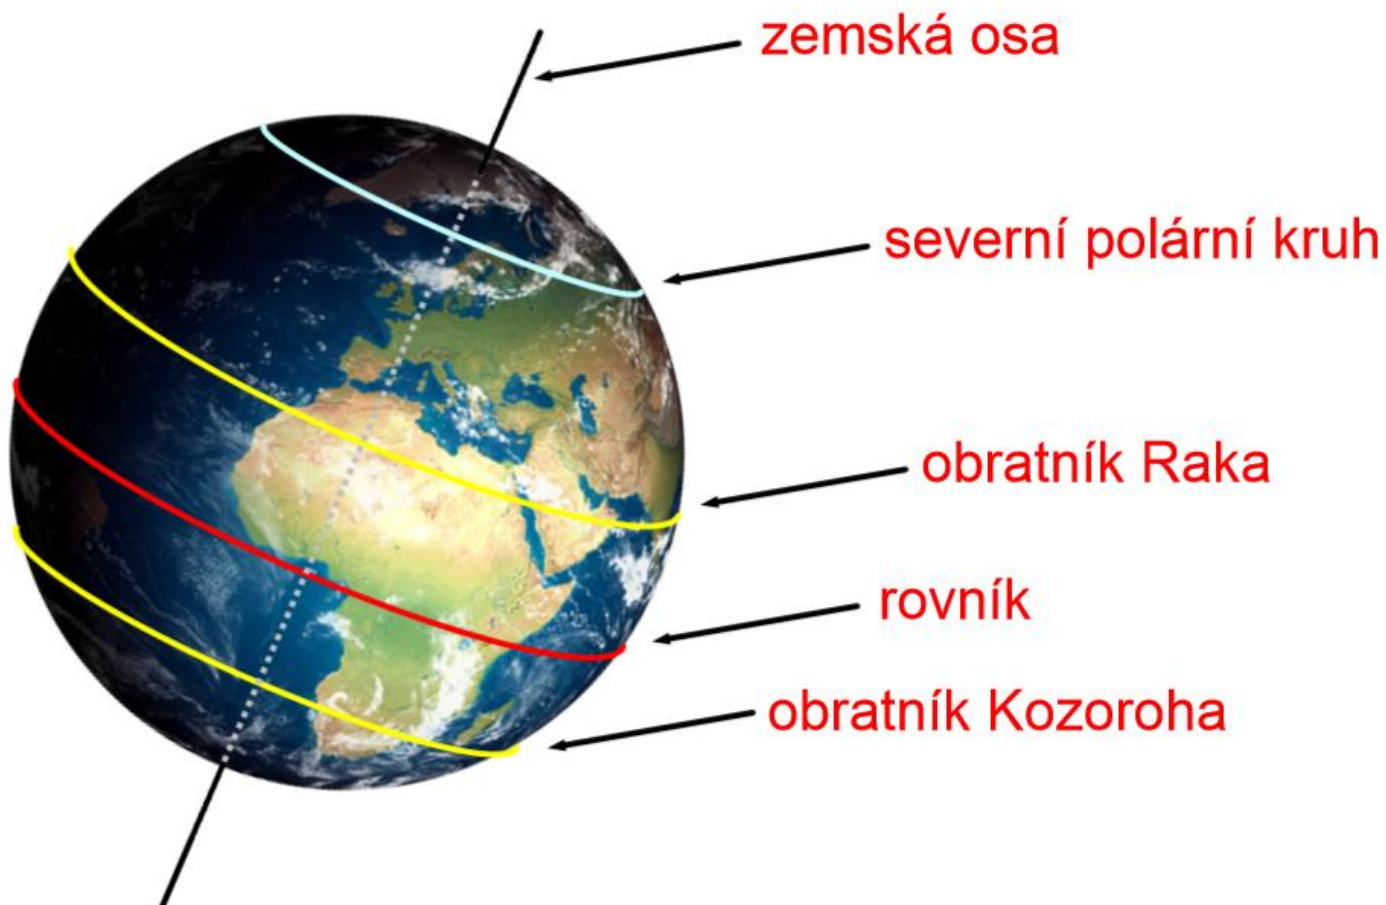 zemská osa
severní polární kruh
obratník Raka
rovník
obratník Kozoroha